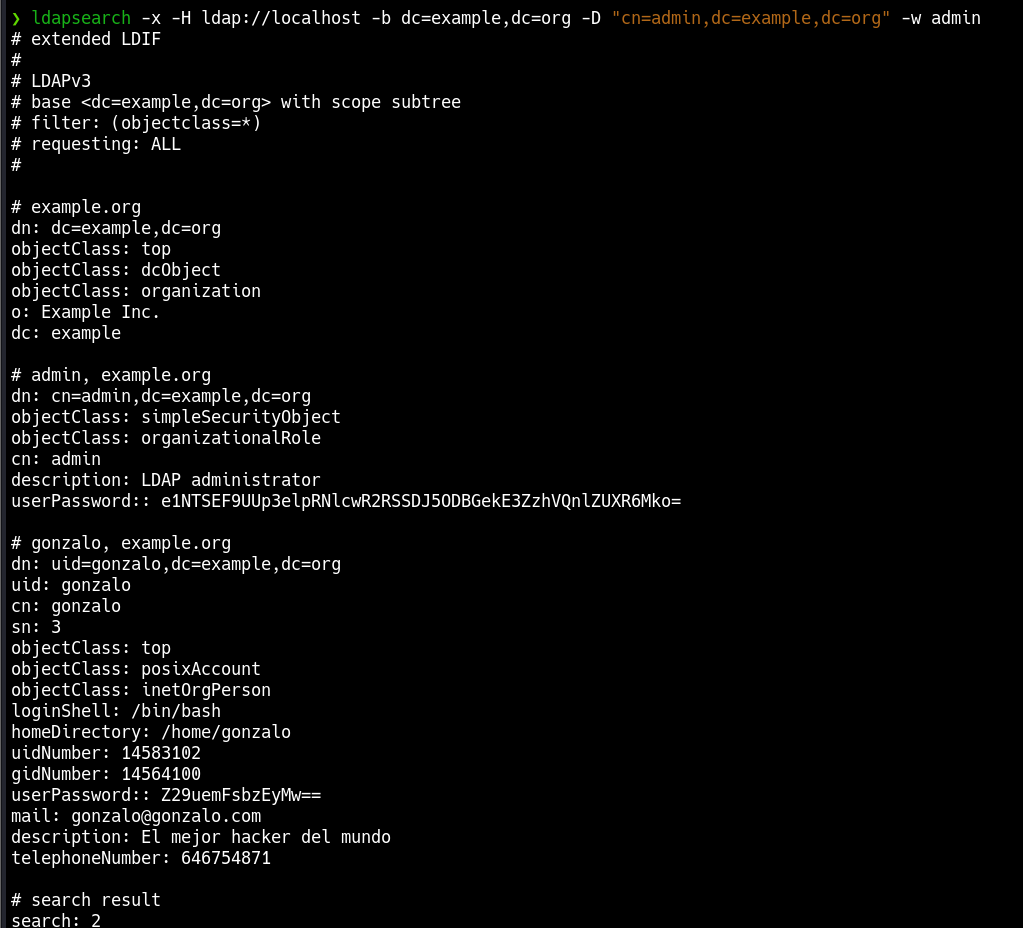 ❯ ldapsearch -x -H ldap://localhost -b dc=example,dc=org -D "cn=admin,dc=example,dc=org" -w admin
# extended LDIF
#
# LDAPv3
# base <dc=example,dc=org> with scope subtree
# filter: (objectclass=*)
# requesting: ALL
#

# example.org
dn: dc=example,dc=org
objectClass: top
objectClass: dcObject
objectClass: organization
o: Example Inc.
dc: example

# admin, example.org
dn: cn=admin,dc=example,dc=org
objectClass: simpleSecurityObject
objectClass: organizationalRole
cn: admin
description: LDAP administrator
userPassword:: e1NTSEF9UUp3elpRNlcwR2RSSDJ5ODBGekE3ZzhVQnlZUXR6Mko=

# gonzalo, example.org
dn: uid=gonzalo,dc=example,dc=org
uid: gonzalo
cn: gonzalo
sn: 3
objectClass: top
objectClass: posixAccount
objectClass: inetOrgPerson
loginShell: /bin/bash
homeDirectory: /home/gonzalo
uidNumber: 14583102
gidNumber: 14564100
userPassword:: Z29uemFsbzEyMw==
mail: gonzalo@gonzalo.com
description: El mejor hacker del mundo
telephoneNumber: 646754871

# search result
search: 2